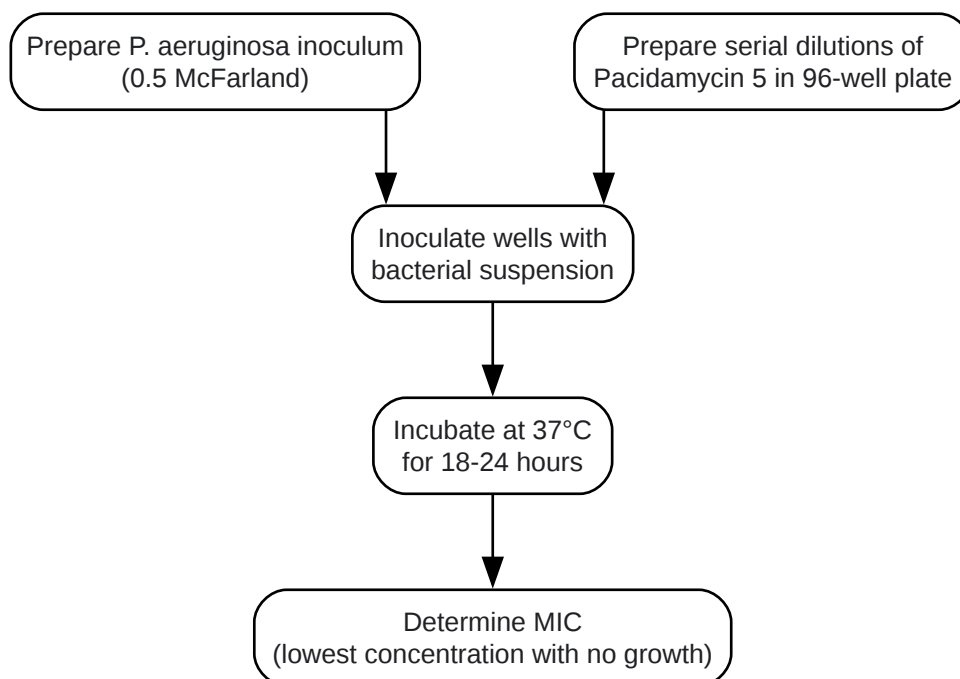 Prepare P. aeruginosa inoculum
(0.5 McFarland)
Prepare serial dilutions of
Pacidamycin 5 in 96-well plate
Inoculate wells with
bacterial suspension
Incubate at 37°C
for 18-24 hours
Determine MIC
(lowest concentration with no growth)